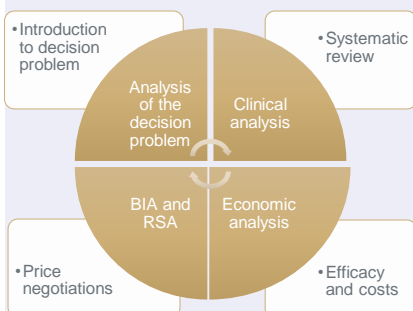 •Introduction
to decision
problem
•Systematic
review
Analysis
of the
decision
problem
Clinical
analysis
BIA and
RSA
Economic
analysis
•Price
negotiations
•Efficacy
and costs